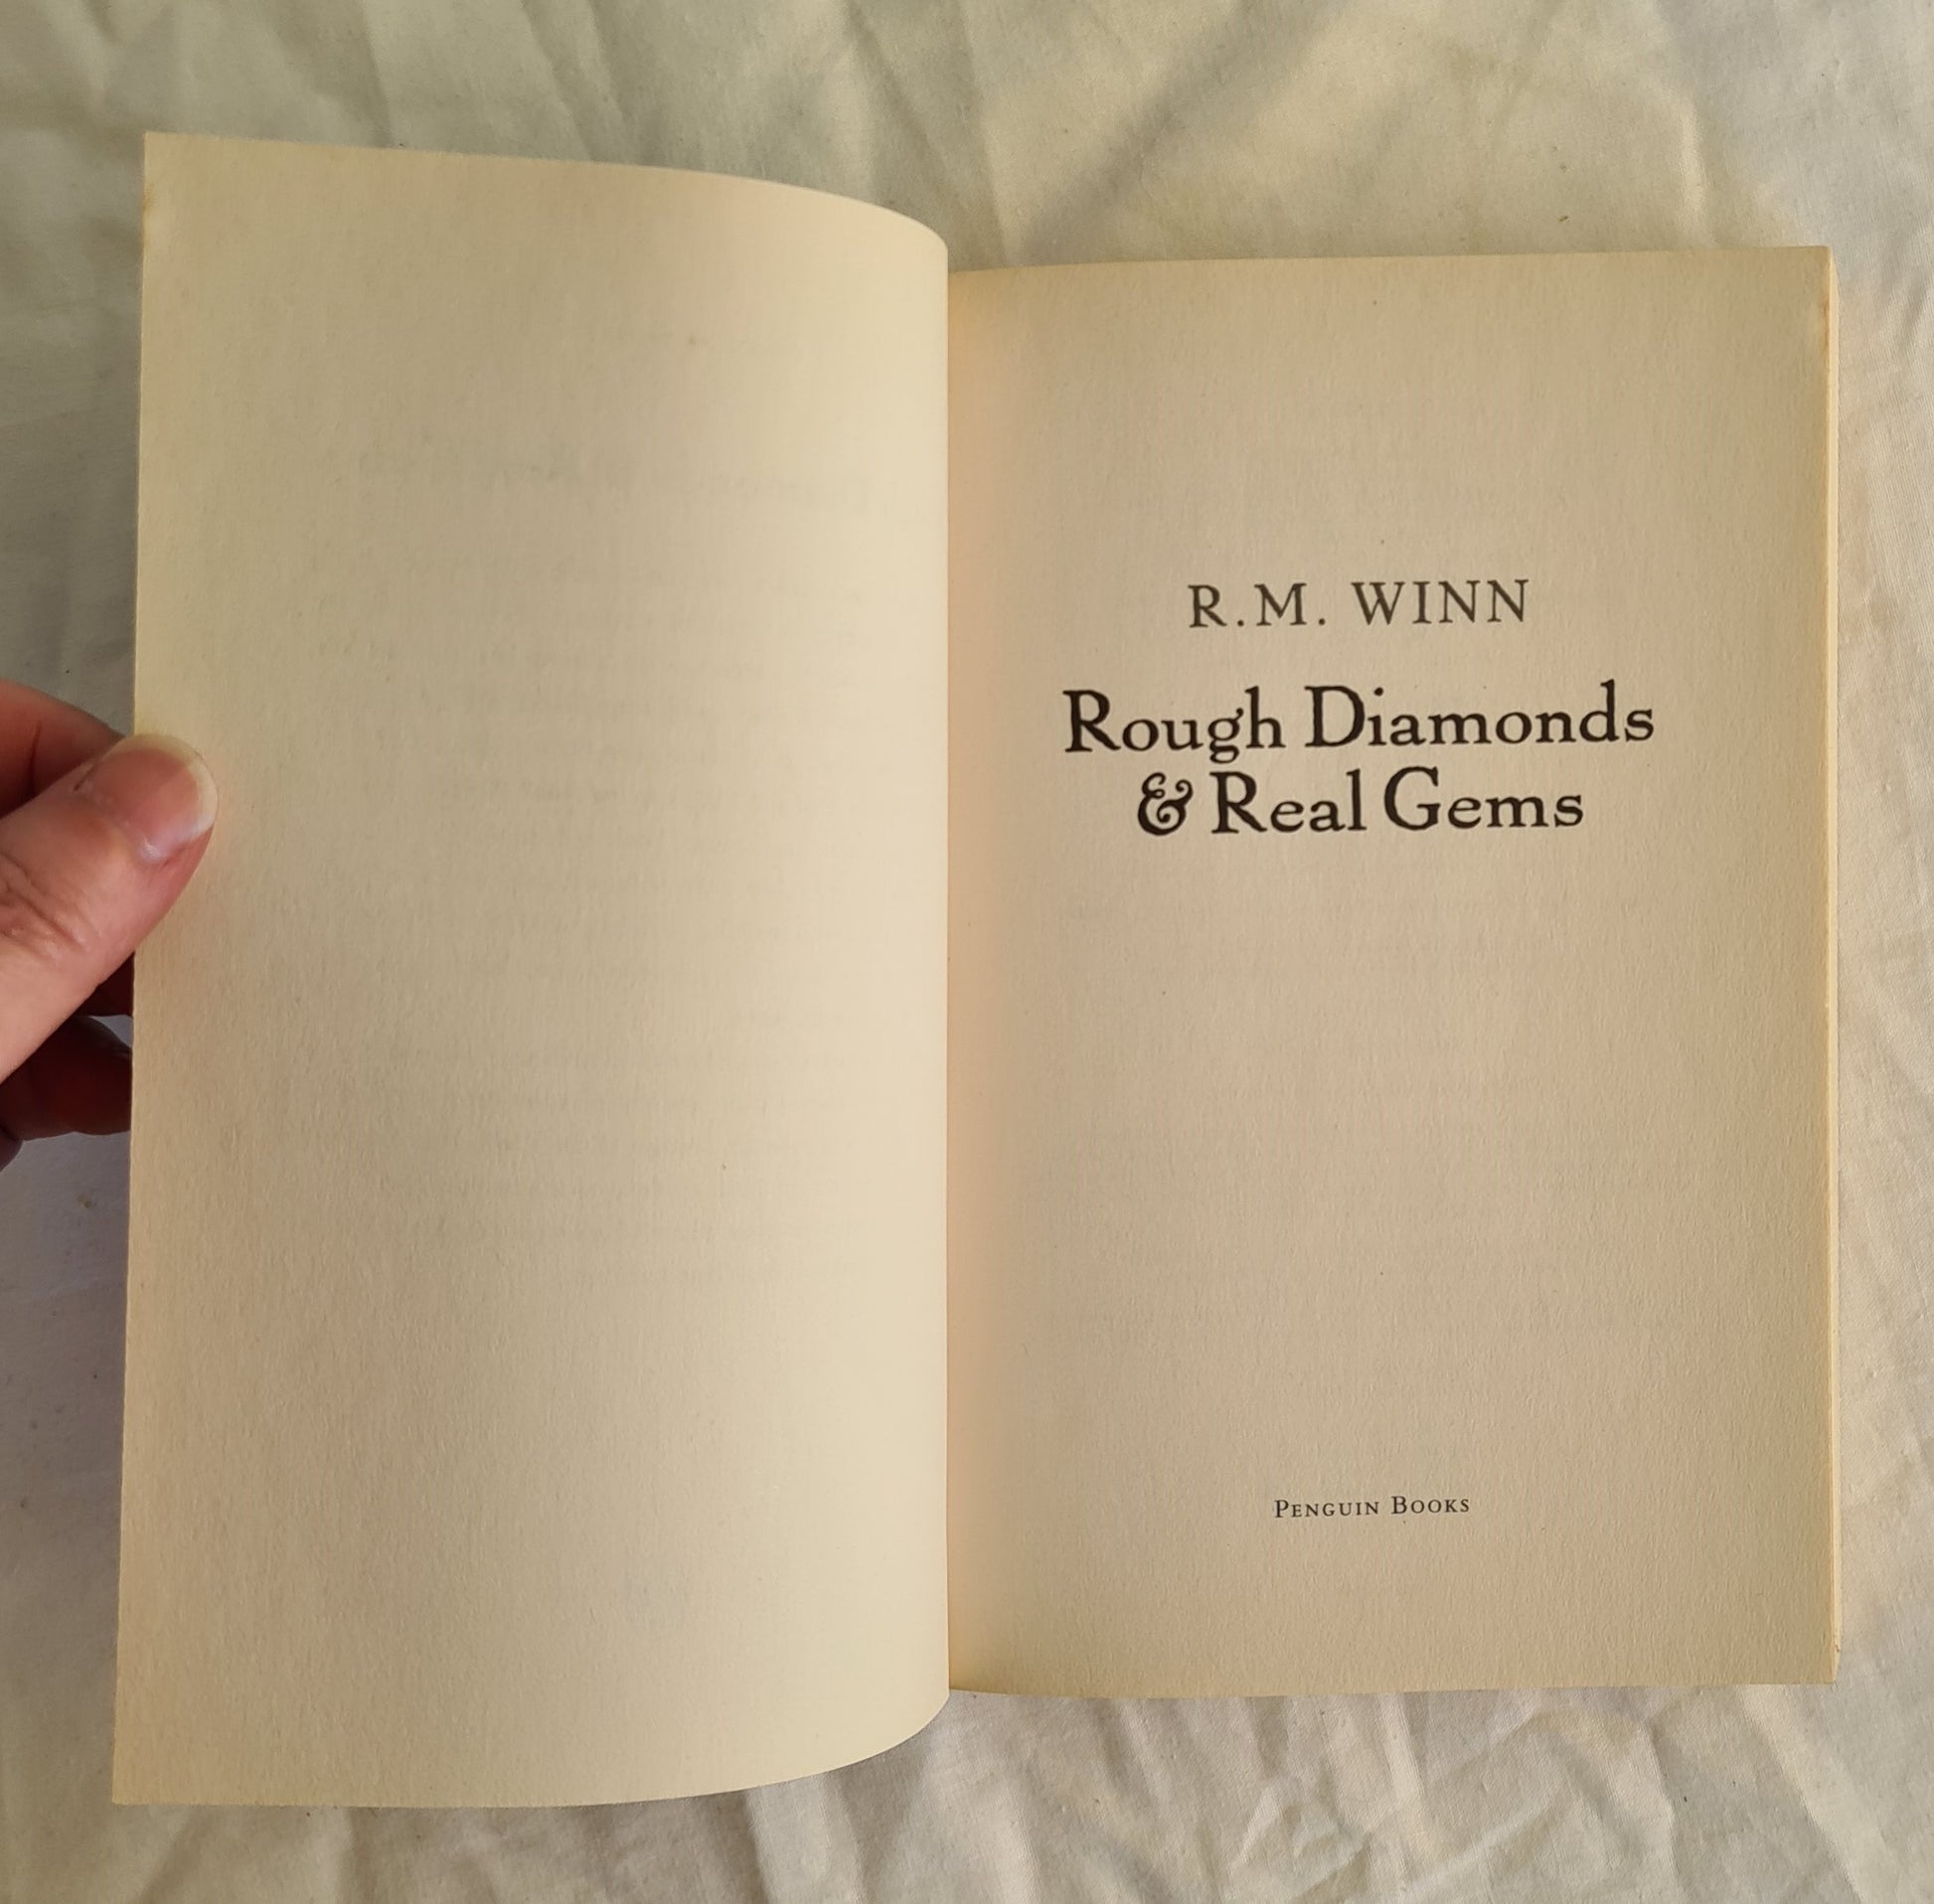 R.M. WINN
Rough Diamonds
& Real Gems
PENGUIN BOOKS